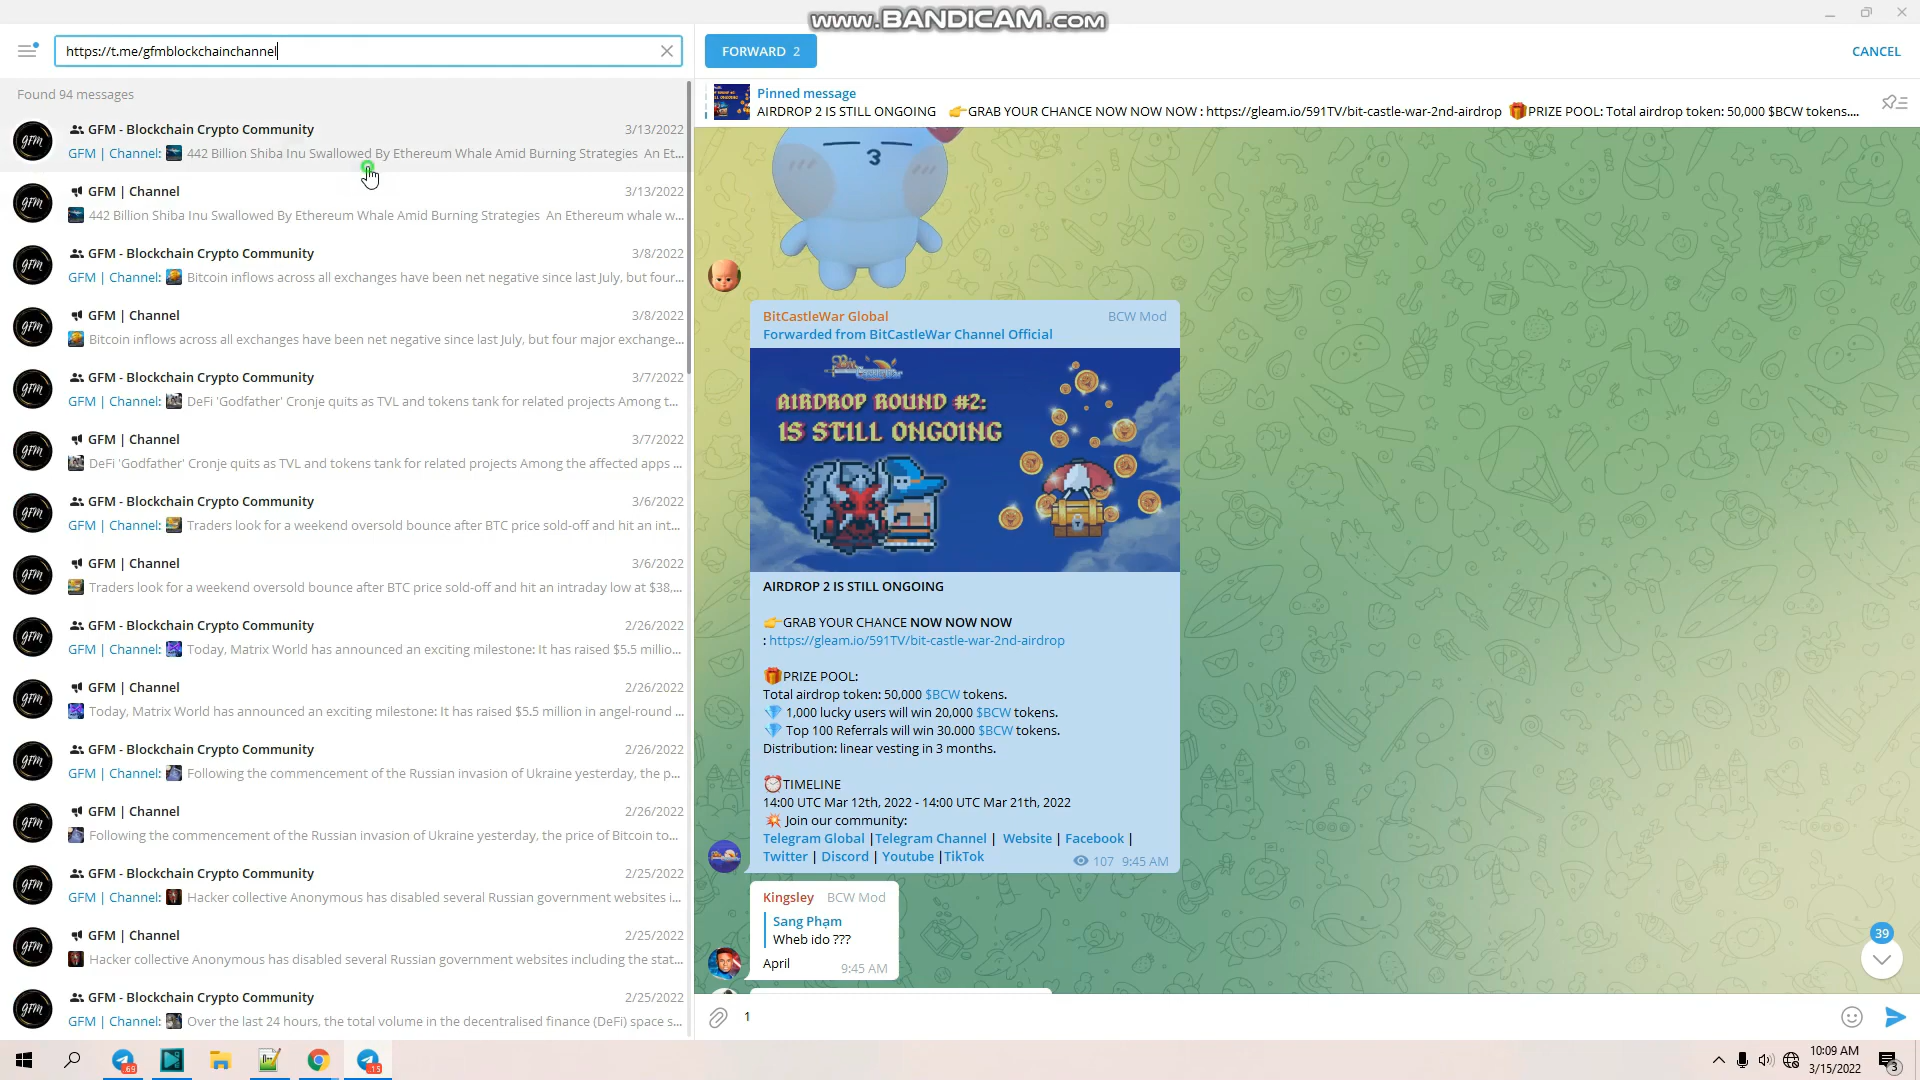 www.BANDICAM.com
https://t.me/gfmblockchainchannel
Found 94 messages
GFM - Blockchain Crypto Community 3/13/2022
GFM | Channel: 442 Billion Shiba Inu Swallowed By Ethereum Whale Amid Burning Strategies An Et...
GFM | Channel 3/13/2022
442 Billion Shiba Inu Swallowed By Ethereum Whale Amid Burning Strategies An Ethereum whale w...
GFM - Blockchain Crypto Community 3/8/2022
GFM | Channel: Bitcoin inflows across all exchanges have been net negative since last July, but four...
GFM | Channel 3/8/2022
Bitcoin inflows across all exchanges have been net negative since last July, but four major exchange...
GFM - Blockchain Crypto Community 3/7/2022
GFM | Channel: DeFi 'Godfather' Cronje quits as TVL and tokens tank for related projects Among t...
GFM | Channel 3/7/2022
DeFi 'Godfather' Cronje quits as TVL and tokens tank for related projects Among the affected apps ...
GFM - Blockchain Crypto Community 3/6/2022
GFM | Channel: Traders look for a weekend oversold bounce after BTC price sold-off and hit an int...
GFM | Channel 3/6/2022
Traders look for a weekend oversold bounce after BTC price sold-off and hit an intraday low at $38,...
GFM - Blockchain Crypto Community 2/26/2022
GFM | Channel: Today, Matrix World has announced an exciting milestone: It has raised $5.5 millio...
GFM | Channel 2/26/2022
Today, Matrix World has announced an exciting milestone: It has raised $5.5 million in angel-round ...
GFM - Blockchain Crypto Community 2/26/2022
GFM | Channel: Following the commencement of the Russian invasion of Ukraine yesterday, the p...
GFM | Channel 2/26/2022
Following the commencement of the Russian invasion of Ukraine yesterday, the price of Bitcoin to...
GFM - Blockchain Crypto Community 2/25/2022
GFM | Channel: Hacker collective Anonymous has disabled several Russian government websites i...
GFM | Channel 2/25/2022
Hacker collective Anonymous has disabled several Russian government websites including the stat...
GFM - Blockchain Crypto Community 2/25/2022
GFM | Channel: Over the last 24 hours, the total volume in the decentralised finance (DeFi) space s...
FORWARD 2
CANCEL
Pinned message
AIRDROP 2 IS STILL ONGOING 👉GRAB YOUR CHANCE NOW NOW NOW : https://gleam.io/591TV/bit-castle-war-2nd-airdrop 🎁PRIZE POOL: Total airdrop token: 50,000 $BCW tokens....
BitCastleWar Global BCW Mod
Forwarded from BitCastleWar Channel Official
AIRDROP ROUND #2:
IS STILL ONGOING
AIRDROP 2 IS STILL ONGOING
👉GRAB YOUR CHANCE NOW NOW NOW
: https://gleam.io/591TV/bit-castle-war-2nd-airdrop
🎁PRIZE POOL:
Total airdrop token: 50,000 $BCW tokens.
💎 1,000 lucky users will win 20,000 $BCW tokens.
💎 Top 100 Referrals will win 30.000 $BCW tokens.
Distribution: linear vesting in 3 months.
⏰TIMELINE
14:00 UTC Mar 12th, 2022 - 14:00 UTC Mar 21th, 2022
💥 Join our community:
Telegram Global |Telegram Channel | Website | Facebook |
Twitter | Discord | Youtube |TikTok 107 9:45 AM
Kingsley BCW Mod
Sang Phạm
Wheb ido ???
April 9:45 AM
39
1
69
15
10:09 AM
3/15/2022
3